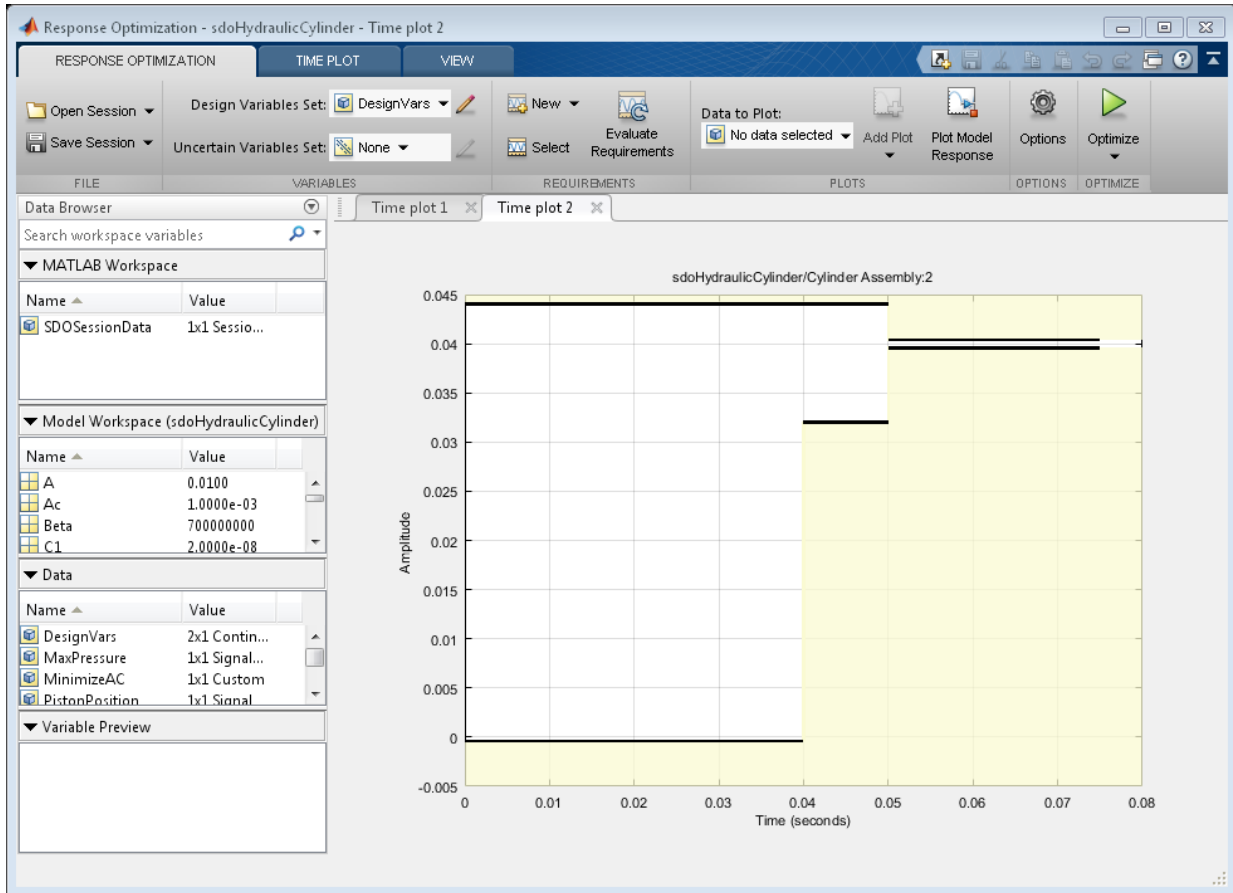 Response Optimization - sdoHydraulicCylinder - Time plot 2
RESPONSE OPTIMIZATION TIME PLOT VIEW
Open Session
Save Session
Design Variables Set: DesignVars
Uncertain Variables Set: None
New
Select
Evaluate
Requirements
Data to Plot:
No data selected
Add Plot
Plot Model
Response
Options
Optimize
FILE VARIABLES REQUIREMENTS PLOTS OPTIONS OPTIMIZE
Data Browser
Search workspace variables
MATLAB Workspace
Name Value
SDOSessionData 1x1 Sessio...
Model Workspace (sdoHydraulicCylinder)
Name Value
A 0.0100
Ac 1.0000e-03
Beta 700000000
C1 2.0000e-08
Data
Name Value
DesignVars 2x1 Contin...
MaxPressure 1x1 Signal...
MinimizeAC 1x1 Custom
PistonPosition 1x1 Signal
Variable Preview
Time plot 1 Time plot 2
sdoHydraulicCylinder/Cylinder Assembly:2
0.045
0.04
0.035
0.03
0.025
0.02
0.015
0.01
0.005
0
-0.005
Amplitude
0 0.01 0.02 0.03 0.04 0.05 0.06 0.07 0.08
Time (seconds)